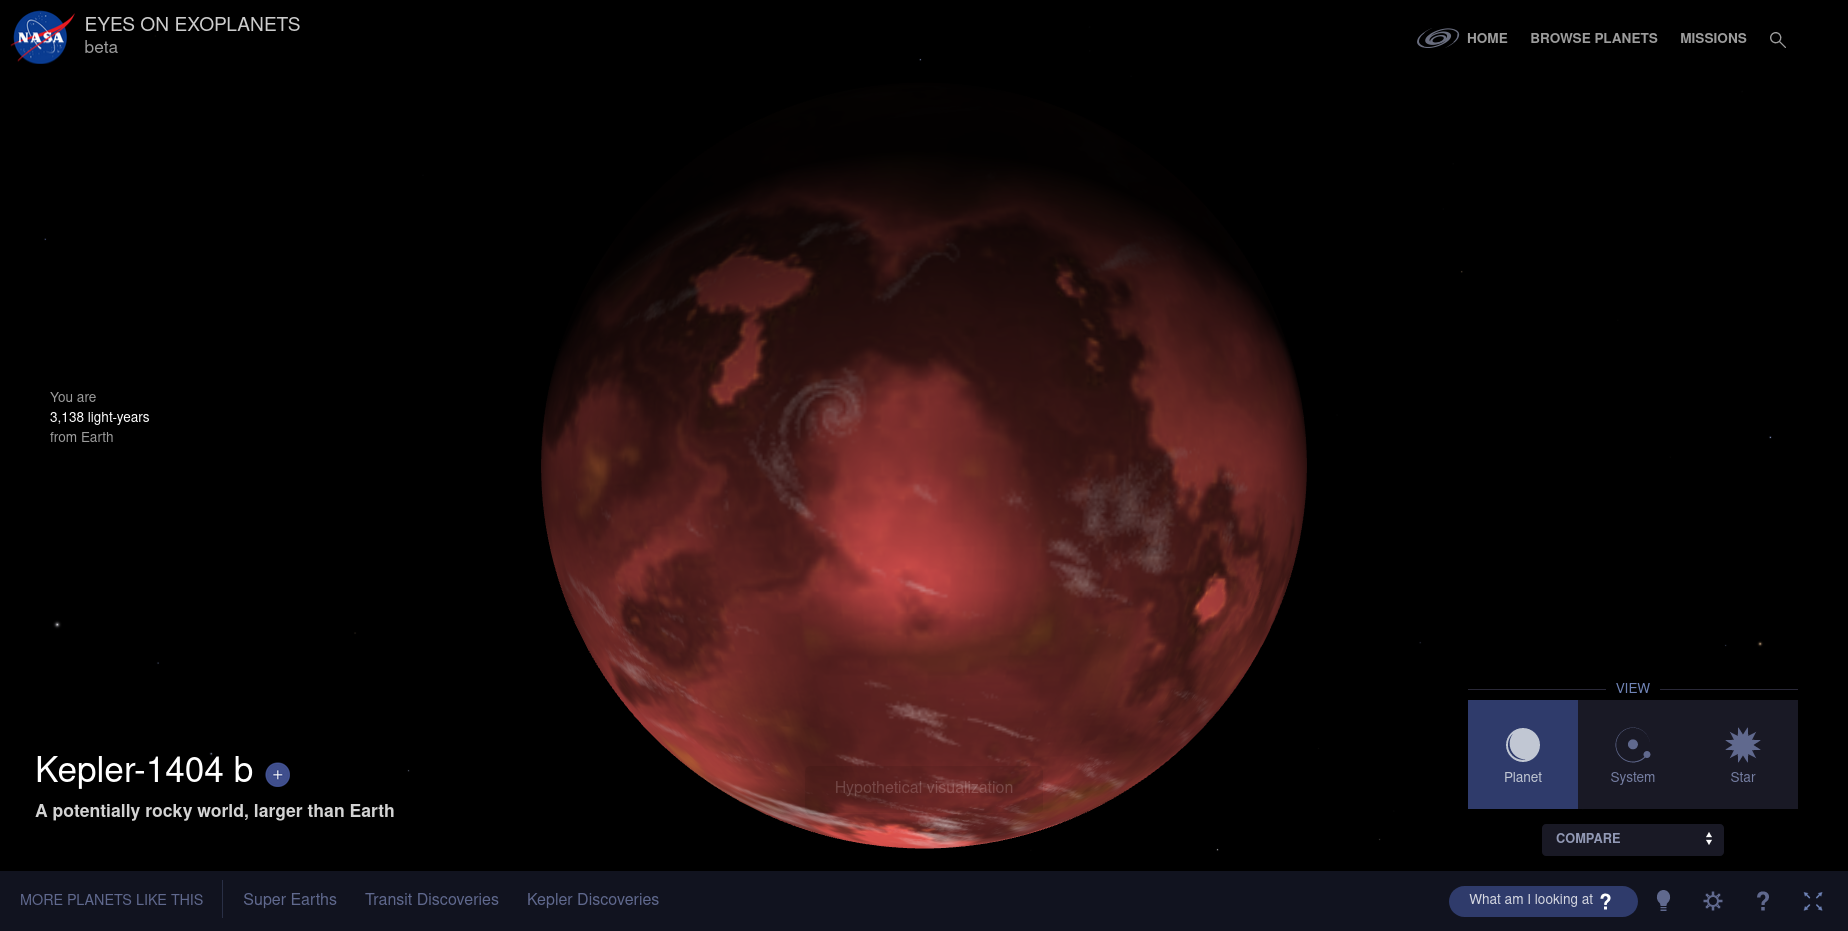 NASA
EYES ON EXOPLANETS
beta
HOME
BROWSE PLANETS
MISSIONS
You are
3,138 light-years
from Earth
Kepler-1404 b +
A potentially rocky world, larger than Earth
Hypothetical visualization
VIEW
Planet
System
Star
COMPARE
MORE PLANETS LIKE THIS
Super Earths
Transit Discoveries
Kepler Discoveries
What am I looking at ?
?